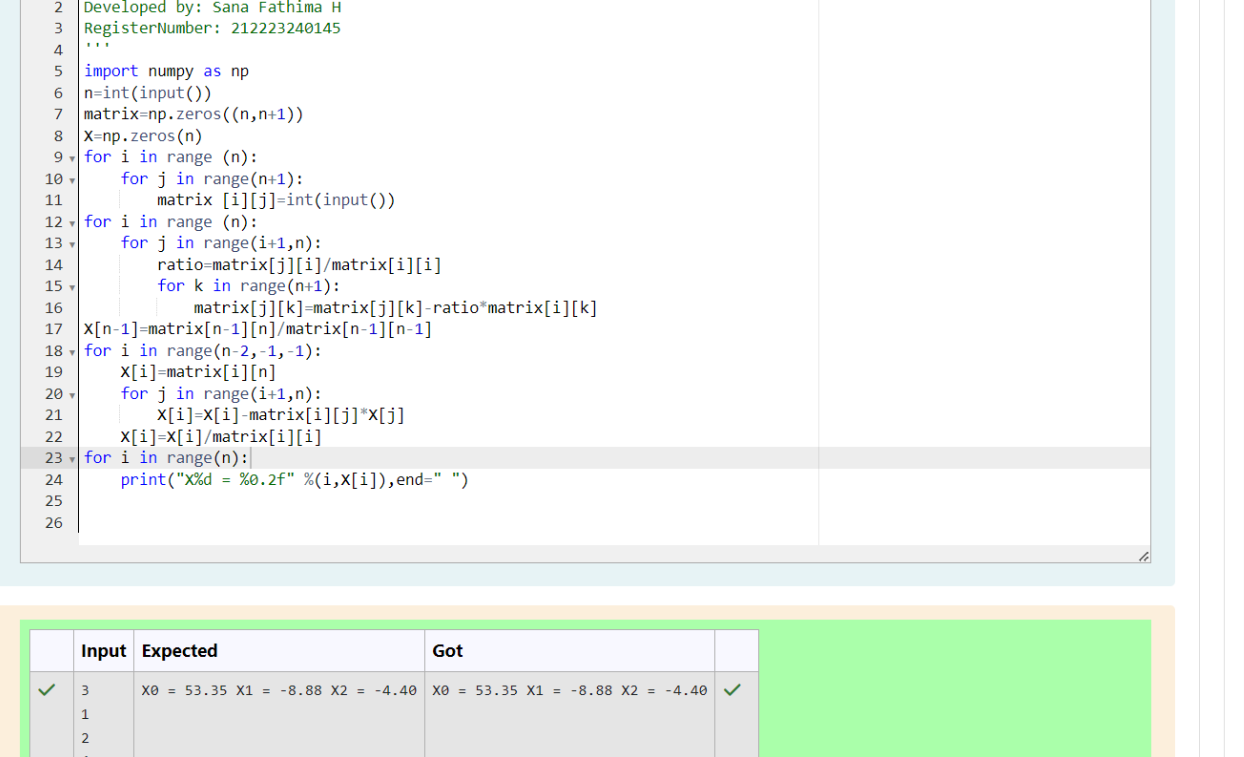 2 Developed by: Sana Fathima H
3 RegisterNumber: 212223240145
4 '''
5 import numpy as np
6 n=int(input())
7 matrix=np.zeros((n,n+1))
8 X=np.zeros(n)
9 for i in range (n):
10     for j in range(n+1):
11         matrix [i][j]=int(input())
12 for i in range (n):
13     for j in range(i+1,n):
14         ratio=matrix[j][i]/matrix[i][i]
15         for k in range(n+1):
16             matrix[j][k]=matrix[j][k]-ratio*matrix[i][k]
17 X[n-1]=matrix[n-1][n]/matrix[n-1][n-1]
18 for i in range(n-2,-1,-1):
19     X[i]=matrix[i][n]
20     for j in range(i+1,n):
21         X[i]=X[i]-matrix[i][j]*X[j]
22     X[i]=X[i]/matrix[i][i]
23 for i in range(n):
24     print("X%d = %0.2f" %(i,X[i]),end=" ")
25
26
Input Expected Got
3 X0 = 53.35 X1 = -8.88 X2 = -4.40 X0 = 53.35 X1 = -8.88 X2 = -4.40
1
2